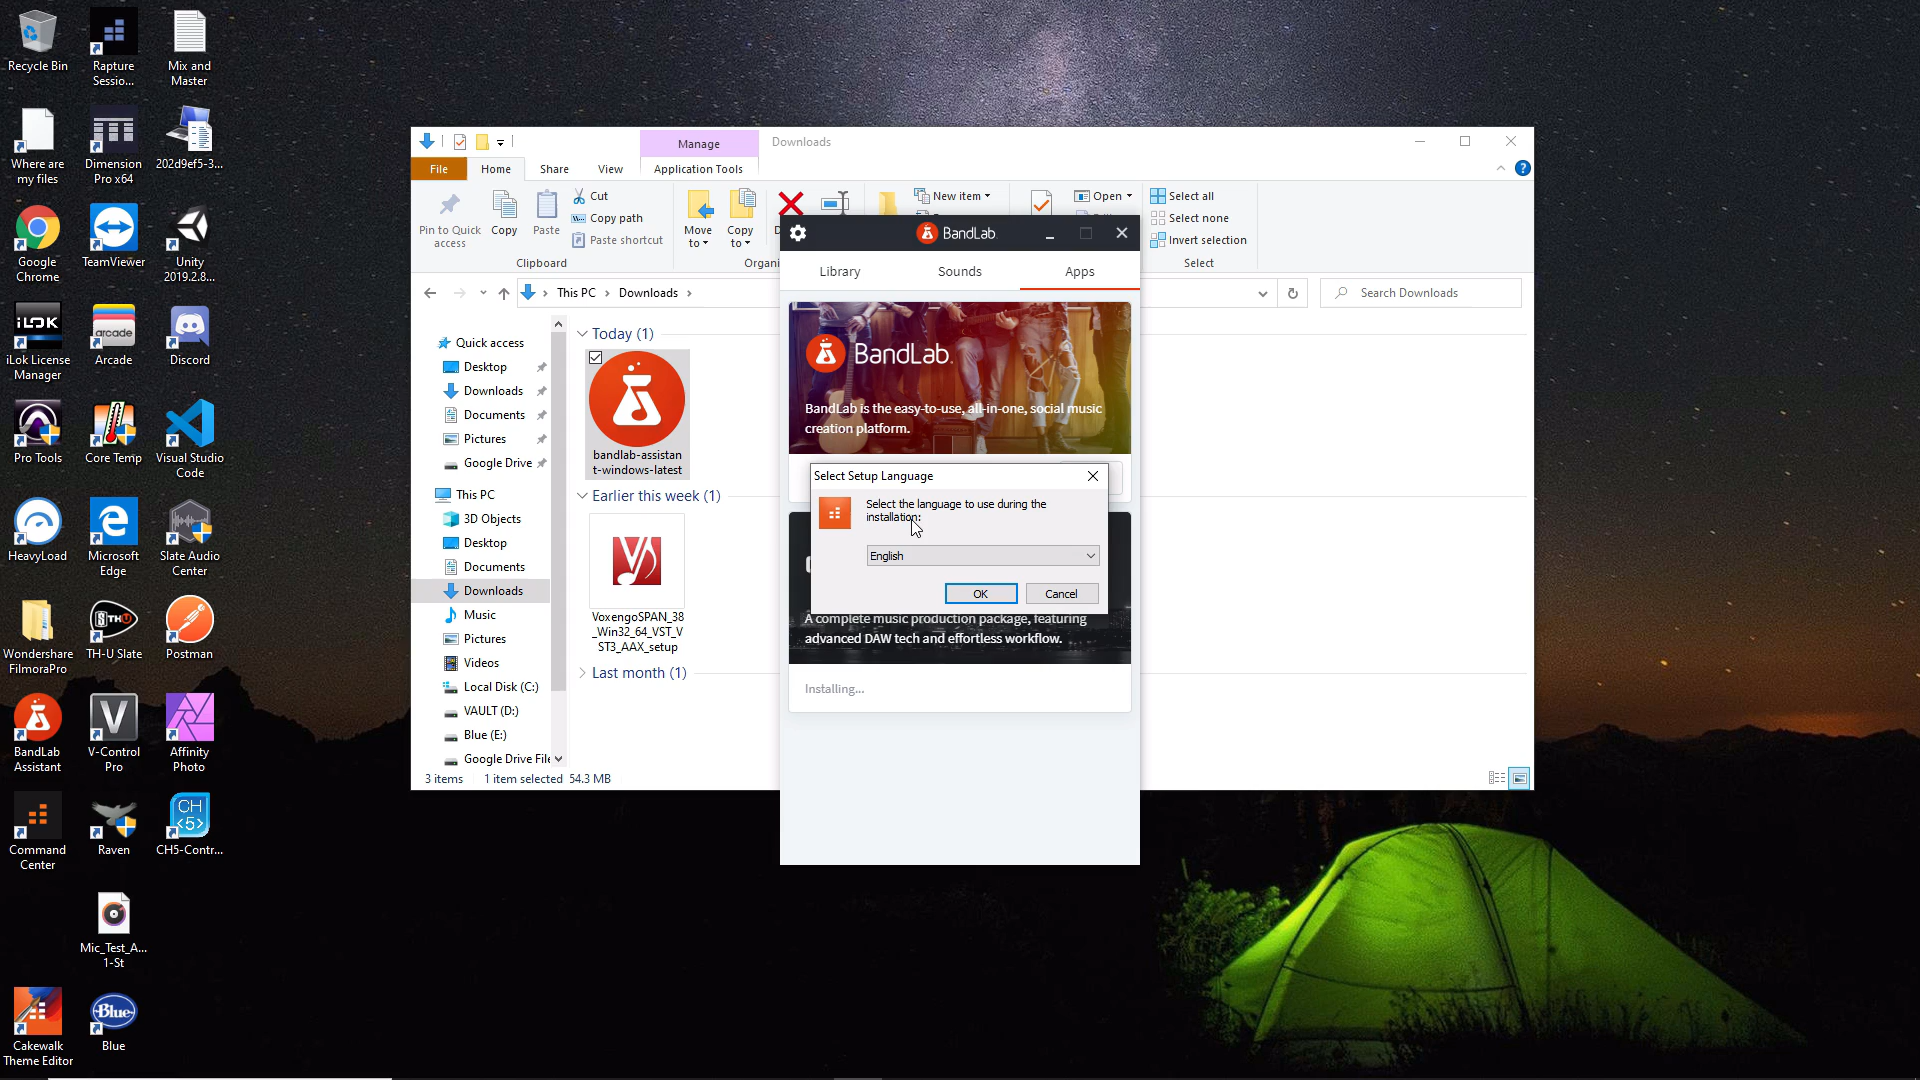 Recycle Bin
Rapture
Sessio...
Mix and
Master
Where are
my files
Dimension
Pro x64
202d9ef5-3...
Google
Chrome
TeamViewer
Unity
2019.2.8...
iLOK
iLok License
Manager
arcade
Arcade
Discord
Pro Tools
Core Temp
Visual Studio
Code
HeavyLoad
Microsoft
Edge
Slate Audio
Center
Wondershare
FilmoraPro
TH-U Slate
Postman
BandLab
Assistant
V-Control
Pro
Affinity
Photo
Command
Center
Raven
CH
<5>
CH5-Contr...
Mic_Test_A...
1-St
Cakewalk
Theme Editor
Blue
Blue
Manage
Downloads
File
Home
Share
View
Application Tools
Pin to Quick
access
Copy
Paste
Cut
Copy path
Paste shortcut
Clipboard
Move
to
Copy
to
Organi
New item
Open
Select all
Select none
Invert selection
Select
This PC
Downloads
Search Downloads
Quick access
Desktop
Downloads
Documents
Pictures
Google Drive
This PC
3D Objects
Desktop
Documents
Downloads
Music
Pictures
Videos
Local Disk (C:)
VAULT (D:)
Blue (E:)
Google Drive File
Today (1)
bandlab-assistan
t-windows-latest
Earlier this week (1)
VoxengoSPAN_38
_Win32_64_VST_V
ST3_AAX_setup
Last month (1)
3 items
1 item selected 54.3 MB
BandLab
Library
Sounds
Apps
BandLab.
BandLab is the easy-to-use, all-in-one, social music
creation platform.
Select Setup Language
Select the language to use during the
installation:
English
OK
Cancel
A complete music production package, featuring
advanced DAW tech and effortless workflow.
Installing...